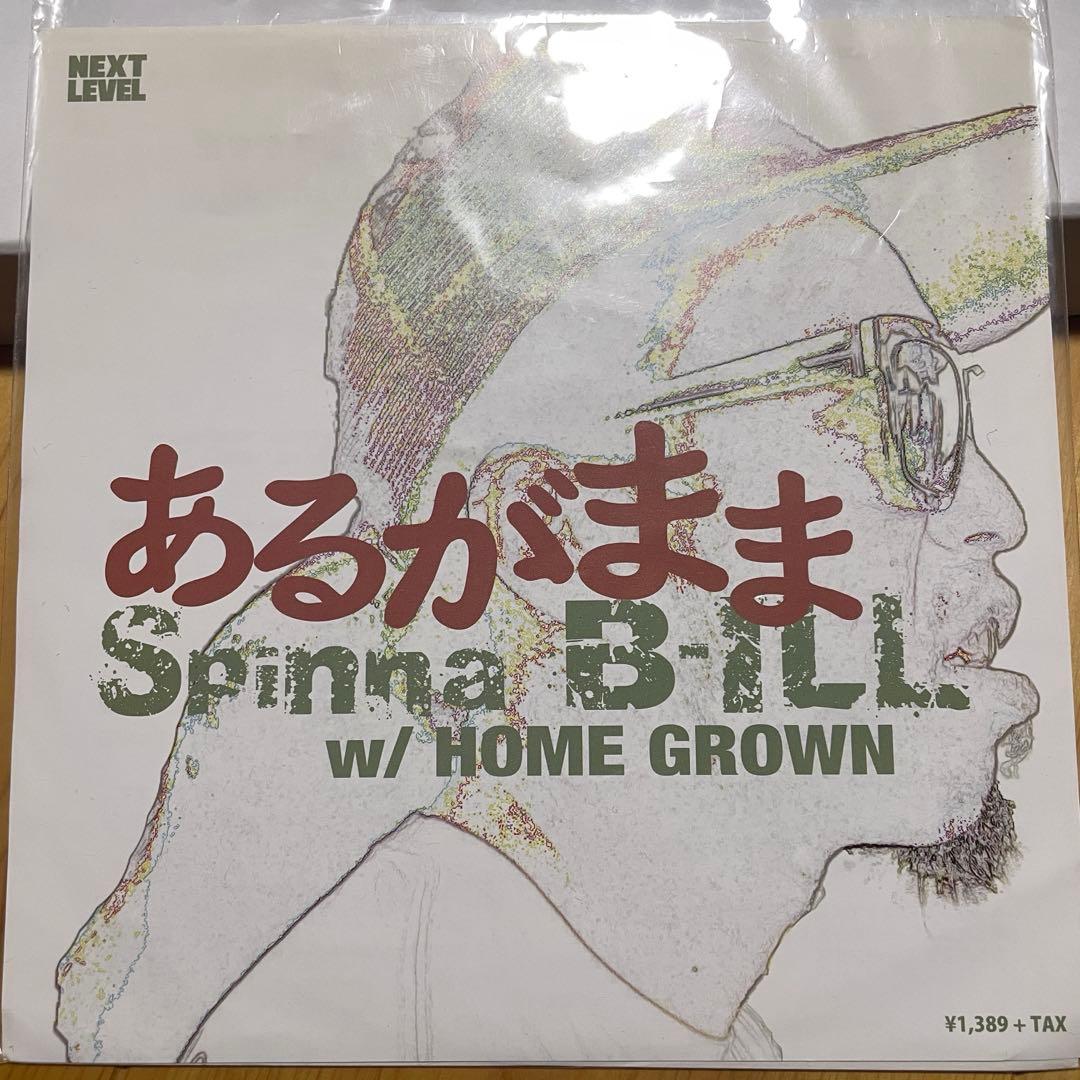 NEXT
LEVEL
あるがまま
Spinna B-ILL
w/ HOME GROWN
¥1,389 + TAX